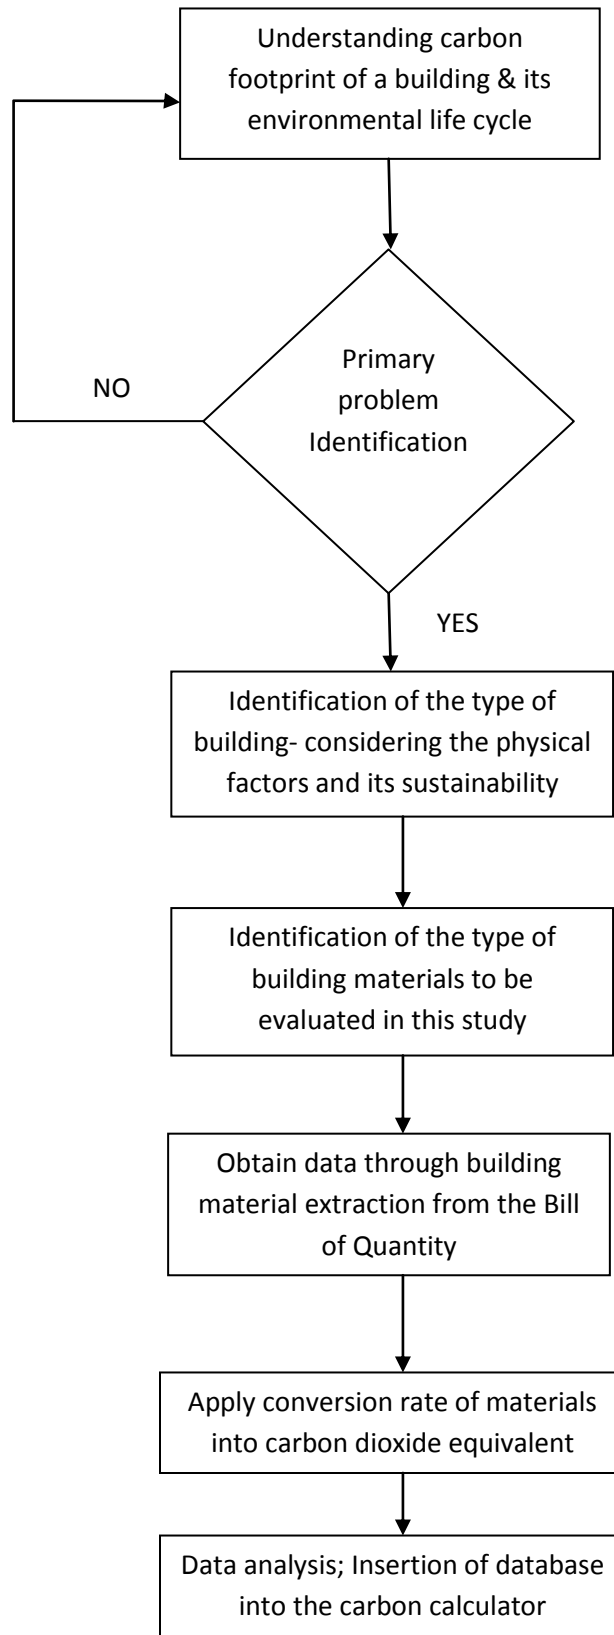 Understanding carbon
footprint of a building & its
environmental life cycle
Primary
problem
Identification
NO
YES
Identification of the type of
building- considering the physical
factors and its sustainability
Identification of the type of
building materials to be
evaluated in this study
Obtain data through building
material extraction from the Bill
of Quantity
Apply conversion rate of materials
into carbon dioxide equivalent
Data analysis; Insertion of database
into the carbon calculator